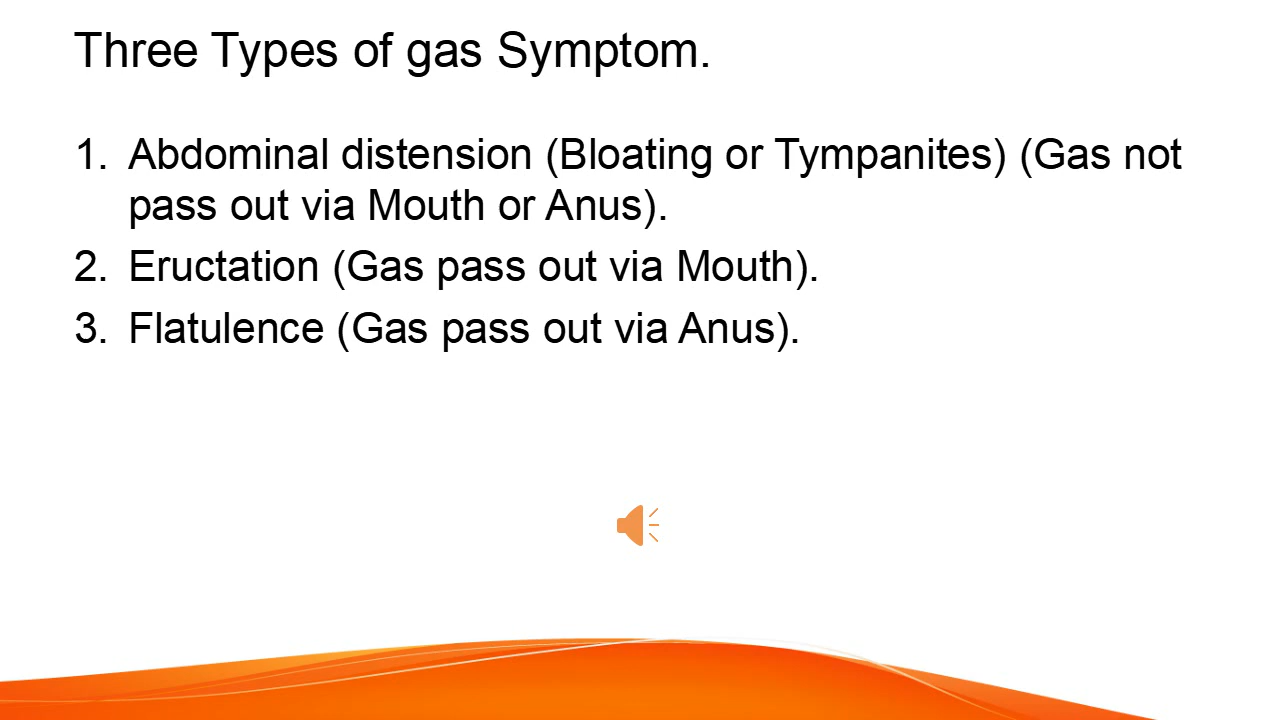 Three Types of gas Symptom.
1. Abdominal distension (Bloating or Tympanites) (Gas not
pass out via Mouth or Anus).
2. Eructation (Gas pass out via Mouth).
3. Flatulence (Gas pass out via Anus).